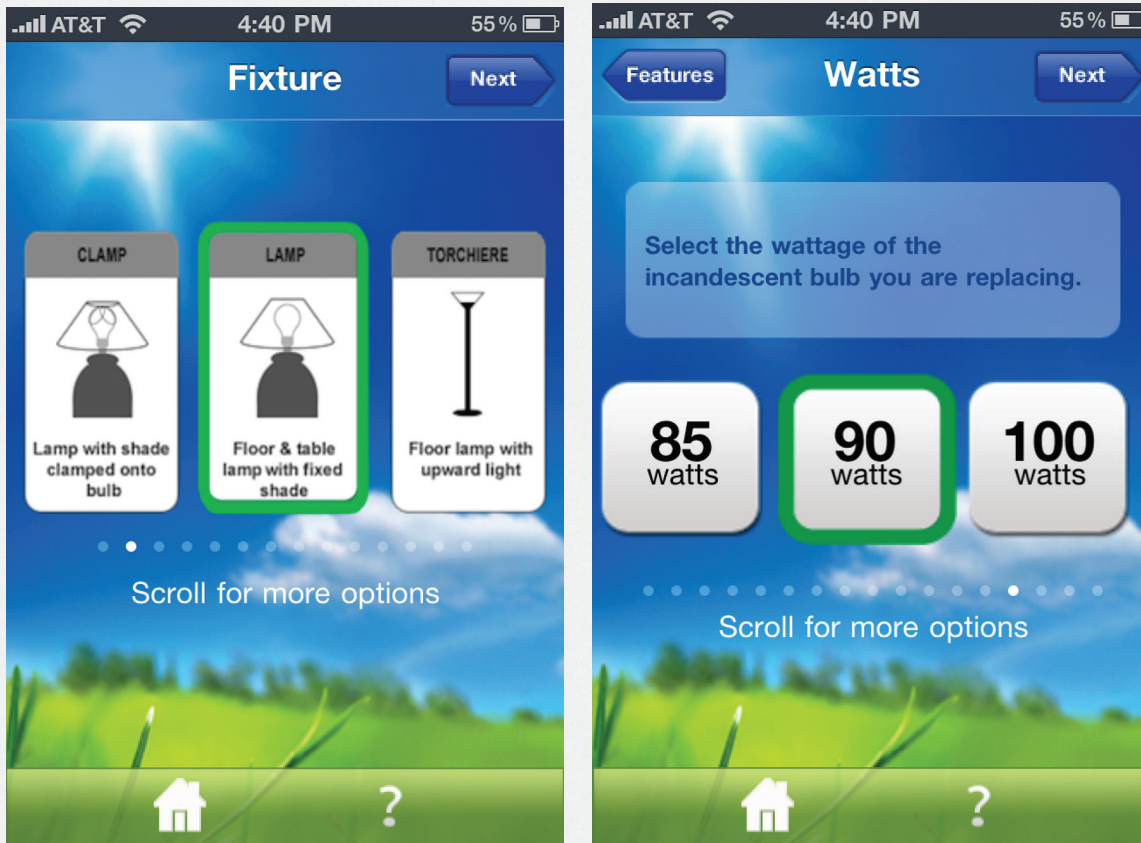 AT&T 4:40 PM 55%
Fixture Next
CLAMP LAMP TORCHIERE
Lamp with shade
clamped onto
bulb
Floor & table
lamp with fixed
shade
Floor lamp with
upward light
Scroll for more options
?
AT&T 4:40 PM 55%
Features Watts Next
Select the wattage of the
incandescent bulb you are replacing.
85 90 100
watts watts watts
Scroll for more options
?